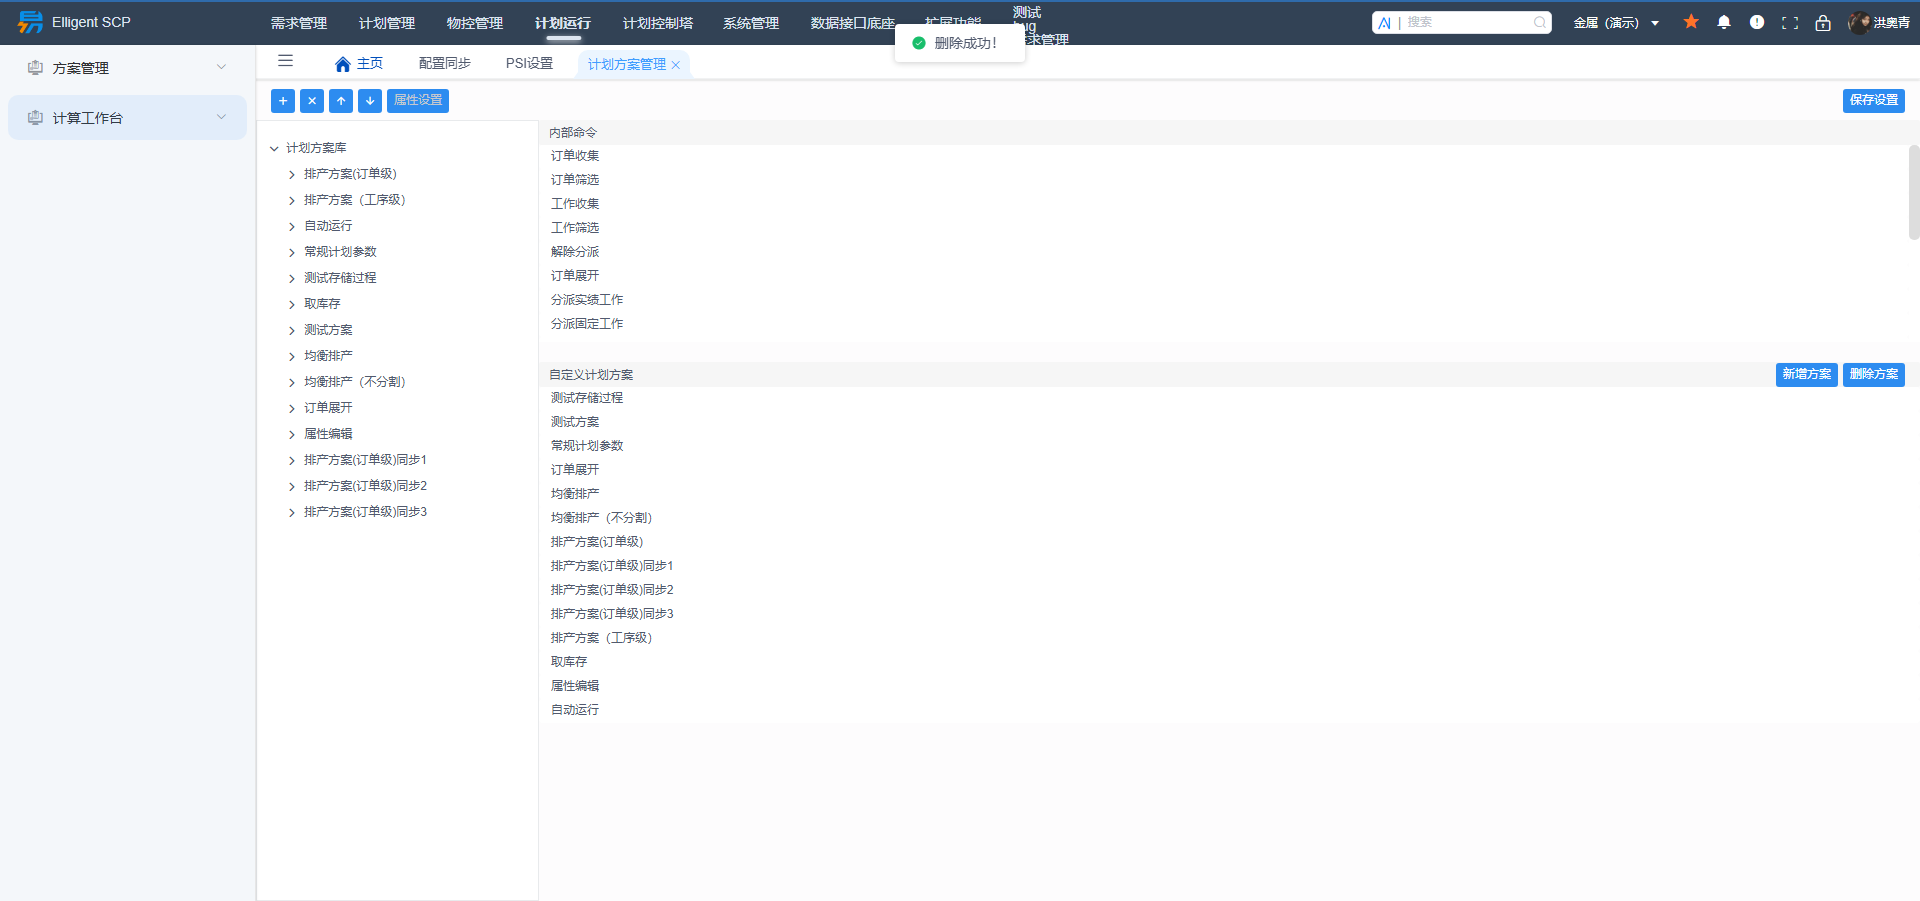 Elligent SCP
需求管理
计划管理
物控管理
计划运行
计划控制塔
系统管理
数据接口底座
扩展功能
测试
bug
需求管理
删除成功!
AI | 搜索
金属（演示）
洪奥青
方案管理
计算工作台
主页
配置同步
PSI设置
计划方案管理
属性设置
保存设置
计划方案库
排产方案(订单级)
排产方案（工序级）
自动运行
常规计划参数
测试存储过程
取库存
测试方案
均衡排产
均衡排产（不分割）
订单展开
属性编辑
排产方案(订单级)同步1
排产方案(订单级)同步2
排产方案(订单级)同步3
内部命令
订单收集
订单筛选
工作收集
工作筛选
解除分派
订单展开
分派实绩工作
分派固定工作
自定义计划方案
新增方案
删除方案
测试存储过程
测试方案
常规计划参数
订单展开
均衡排产
均衡排产（不分割）
排产方案(订单级)
排产方案(订单级)同步1
排产方案(订单级)同步2
排产方案(订单级)同步3
排产方案（工序级）
取库存
属性编辑
自动运行